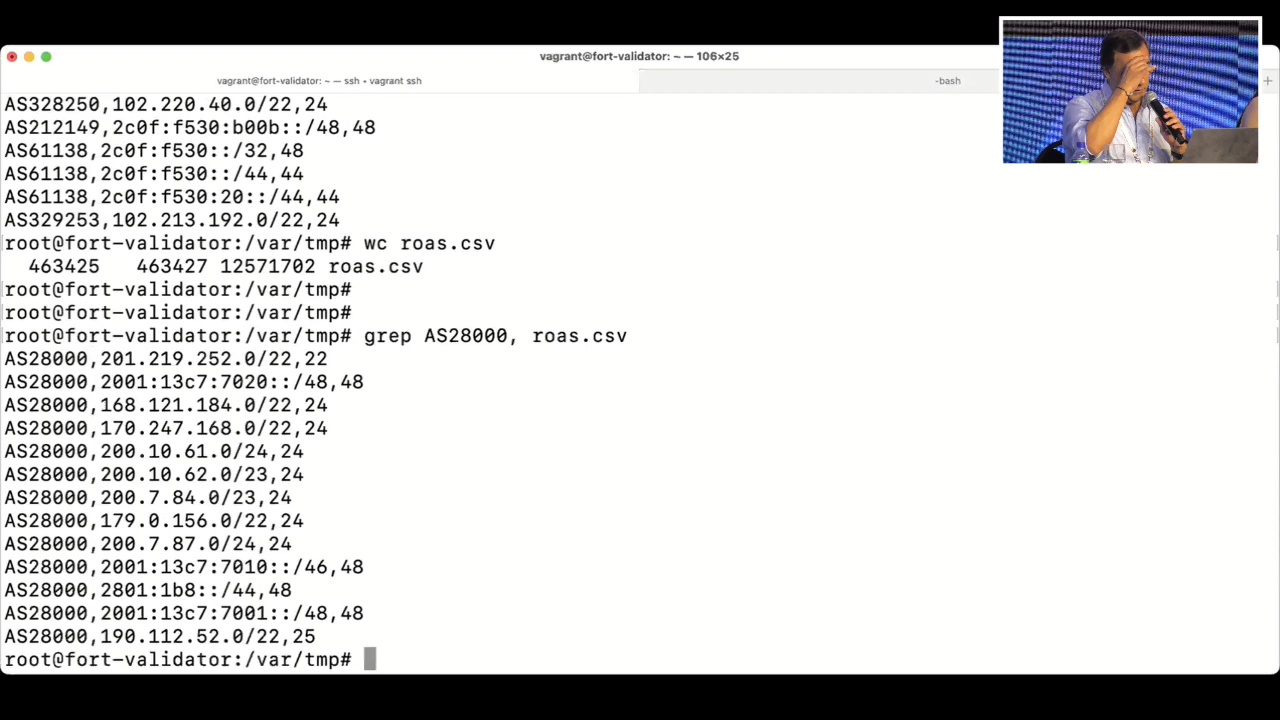 vagrant@fort-validator: ~ — 106×25
vagrant@fort-validator: ~ — ssh • vagrant ssh
-bash
AS328250,102.220.40.0/22,24
AS212149,2c0f:f530:b00b::/48,48
AS61138,2c0f:f530::/32,48
AS61138,2c0f:f530::/44,44
AS61138,2c0f:f530:20::/44,44
AS329253,102.213.192.0/22,24
root@fort-validator:/var/tmp# wc roas.csv
463425 463427 12571702 roas.csv
root@fort-validator:/var/tmp#
root@fort-validator:/var/tmp#
root@fort-validator:/var/tmp# grep AS28000, roas.csv
AS28000,201.219.252.0/22,22
AS28000,2001:13c7:7020::/48,48
AS28000,168.121.184.0/22,24
AS28000,170.247.168.0/22,24
AS28000,200.10.61.0/24,24
AS28000,200.10.62.0/23,24
AS28000,200.7.84.0/23,24
AS28000,179.0.156.0/22,24
AS28000,200.7.87.0/24,24
AS28000,2001:13c7:7010::/46,48
AS28000,2801:1b8::/44,48
AS28000,2001:13c7:7001::/48,48
AS28000,190.112.52.0/22,25
root@fort-validator:/var/tmp#